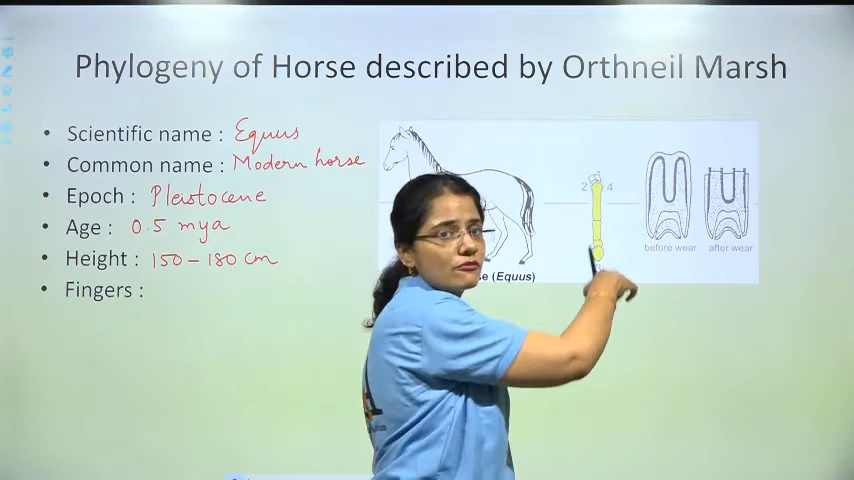 Phylogeny of Horse described by Orthneil Marsh
• Scientific name : Equus
• Common name : Modern horse
• Epoch : Pleistocene
• Age : 0.5 mya
• Height : 150 – 180 cm
• Fingers :
2 4
before wear after wear
(Equus)